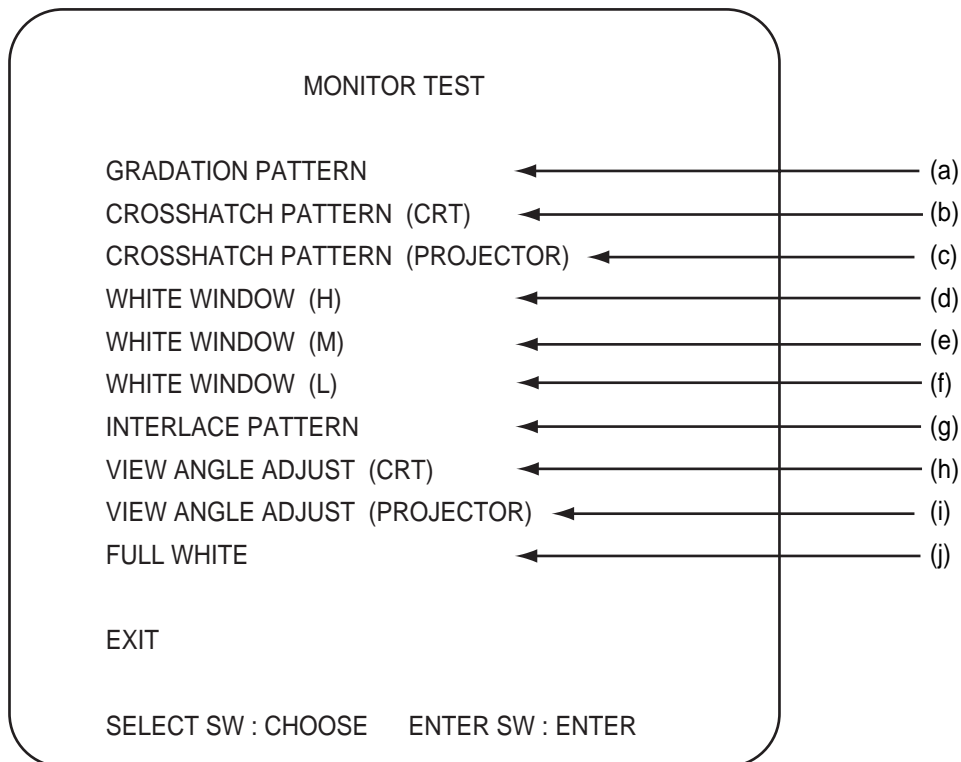 MONITOR TEST
GRADATION PATTERN (a)
CROSSHATCH PATTERN (CRT) (b)
CROSSHATCH PATTERN (PROJECTOR) (c)
WHITE WINDOW (H) (d)
WHITE WINDOW (M) (e)
WHITE WINDOW (L) (f)
INTERLACE PATTERN (g)
VIEW ANGLE ADJUST (CRT) (h)
VIEW ANGLE ADJUST (PROJECTOR) (i)
FULL WHITE (j)
EXIT
SELECT SW : CHOOSE ENTER SW : ENTER